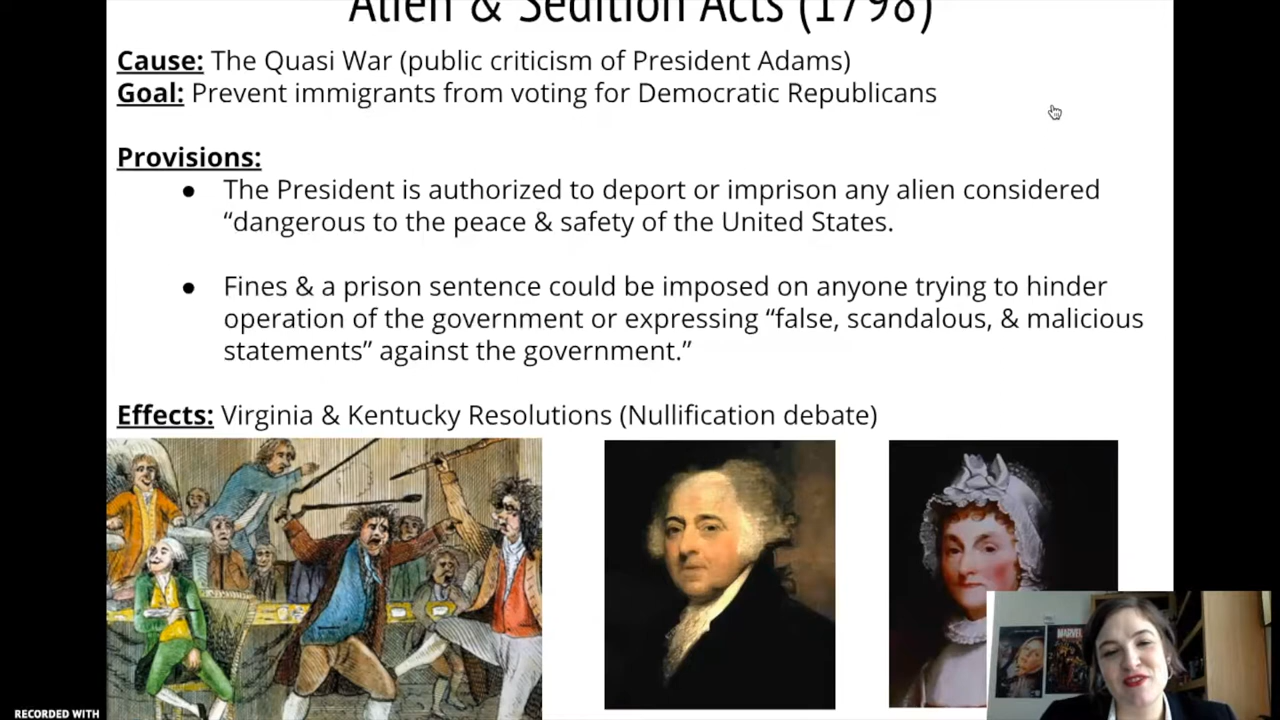 Alien & Sedition Acts (1798)
Cause: The Quasi War (public criticism of President Adams)
Goal: Prevent immigrants from voting for Democratic Republicans
Provisions:
● The President is authorized to deport or imprison any alien considered
“dangerous to the peace & safety of the United States.
● Fines & a prison sentence could be imposed on anyone trying to hinder
operation of the government or expressing “false, scandalous, & malicious
statements” against the government.”
Effects: Virginia & Kentucky Resolutions (Nullification debate)
MARVEL
RECORDED WITH